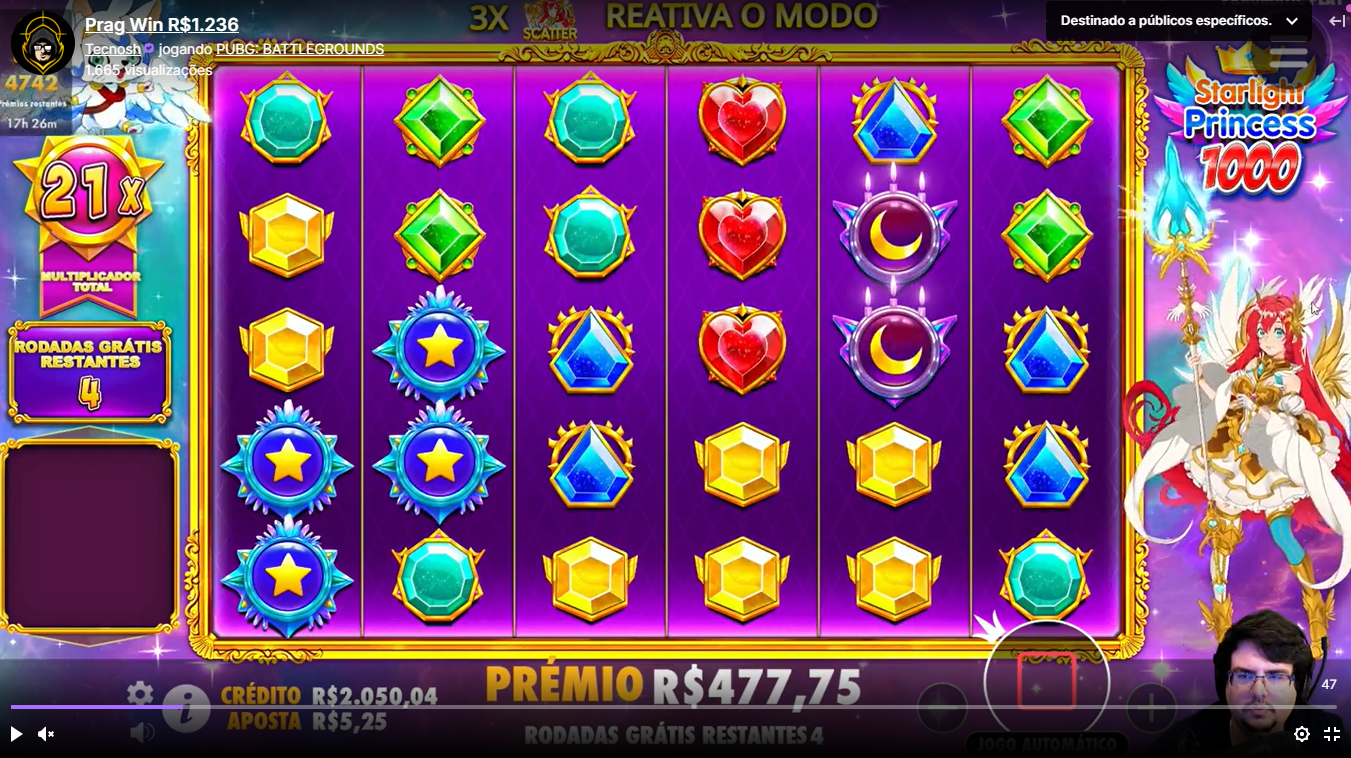 Prag Win R$1.236
Tecnosh jogando PUBG: BATTLEGROUNDS
1.665 visualizações
3X SCATTER REATIVA O MODO
Destinado a públicos específicos.
4742
rêmios restantes
17h 26m
21x
MULTIPLICADOR
TOTAL
RODADAS GRÁTIS
RESTANTES
4
Starlight
Princess
1000
CRÉDITO R$2.050,04
APOSTA R$5,25
PRÉMIO R$477,75
RODADAS GRÁTIS RESTANTES 4
JOGO AUTOMÁTICO
47